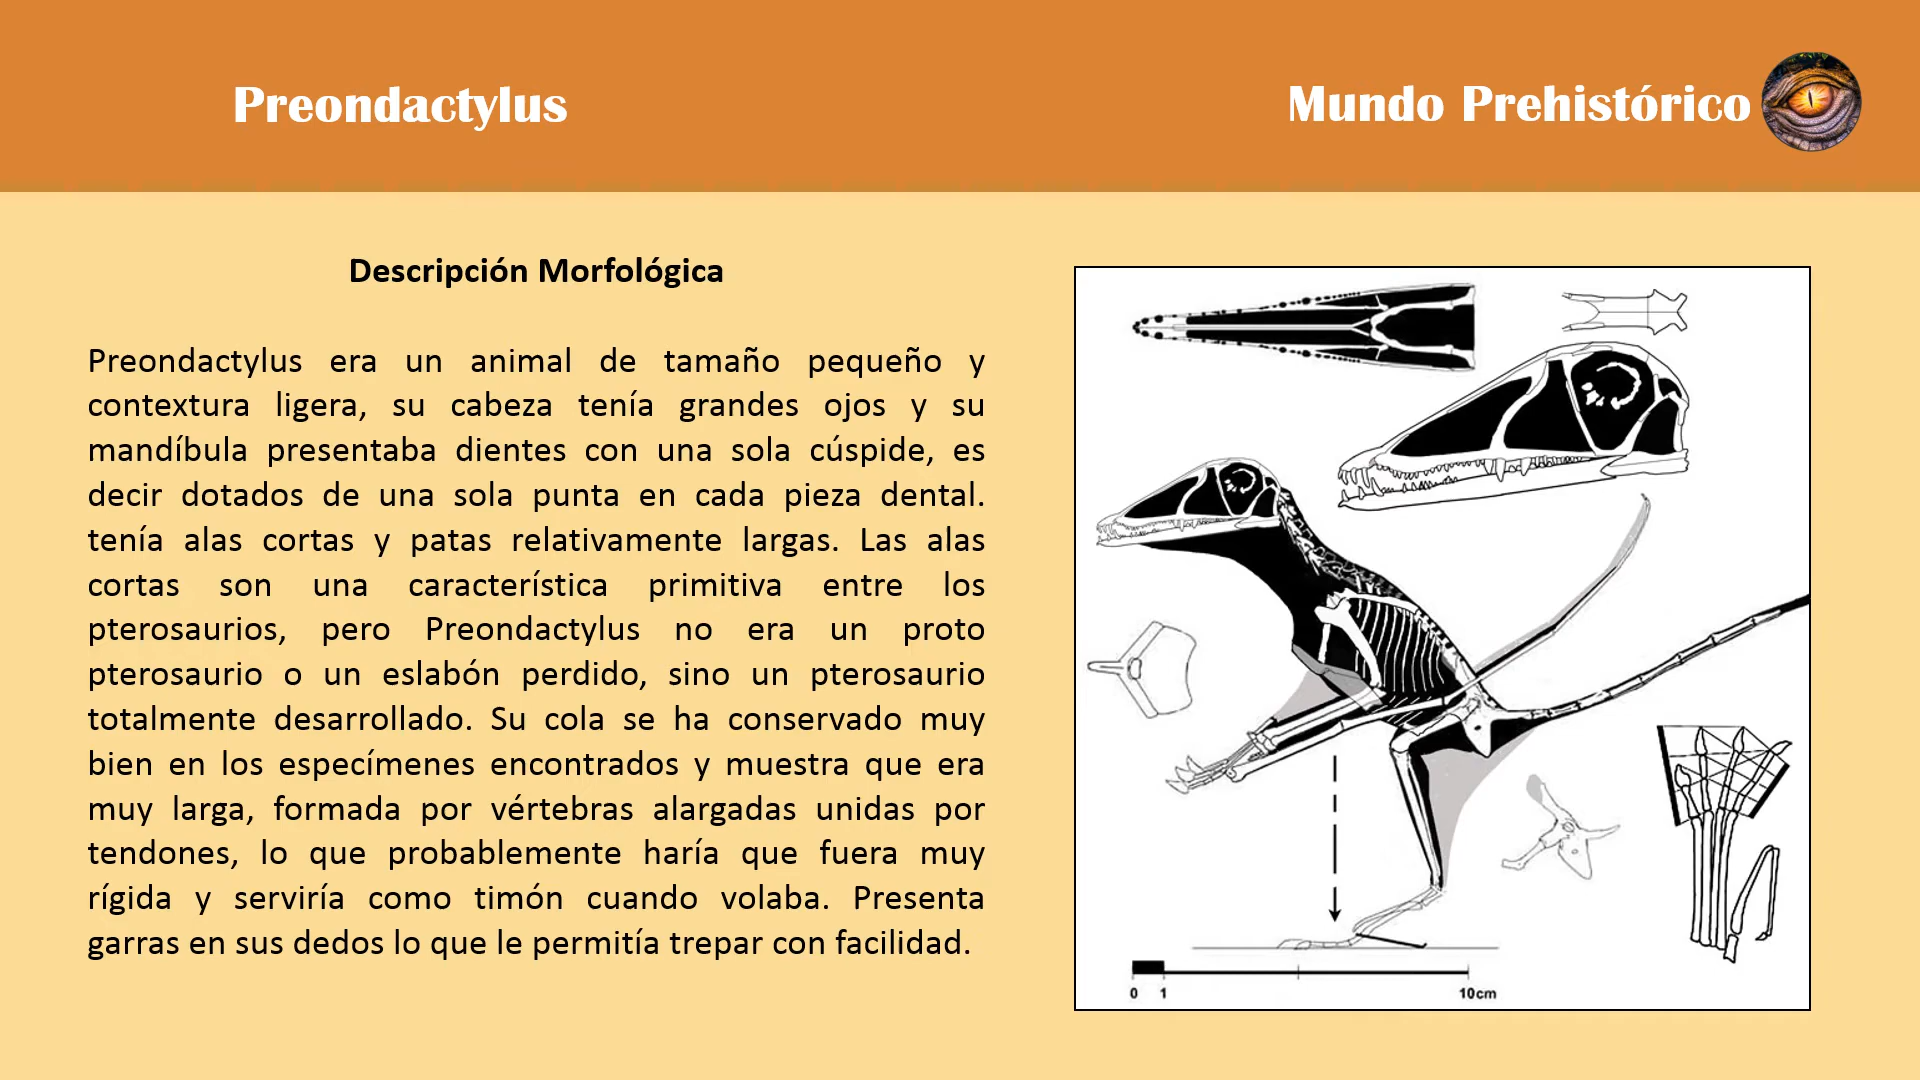 Preondactylus
Mundo Prehistórico
Descripción Morfológica
Preondactylus era un animal de tamaño pequeño y
contextura ligera, su cabeza tenía grandes ojos y su
mandíbula presentaba dientes con una sola cúspide, es
decir dotados de una sola punta en cada pieza dental.
tenía alas cortas y patas relativamente largas. Las alas
cortas son una característica primitiva entre los
pterosaurios, pero Preondactylus no era un proto
pterosaurio o un eslabón perdido, sino un pterosaurio
totalmente desarrollado. Su cola se ha conservado muy
bien en los especímenes encontrados y muestra que era
muy larga, formada por vértebras alargadas unidas por
tendones, lo que probablemente haría que fuera muy
rígida y serviría como timón cuando volaba. Presenta
garras en sus dedos lo que le permitía trepar con facilidad.
0 1 10cm